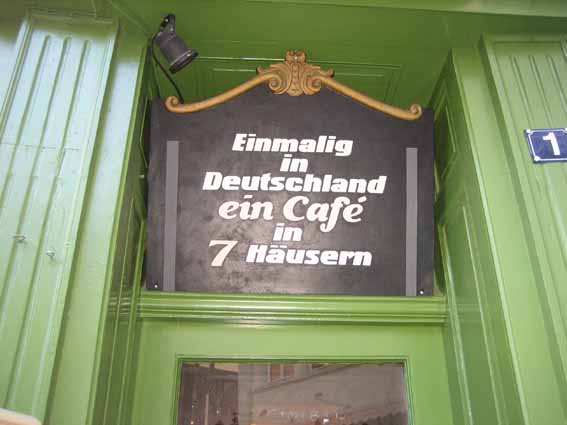 Einmalig
in
Deutschland
ein Café
in
7 Häusern
1